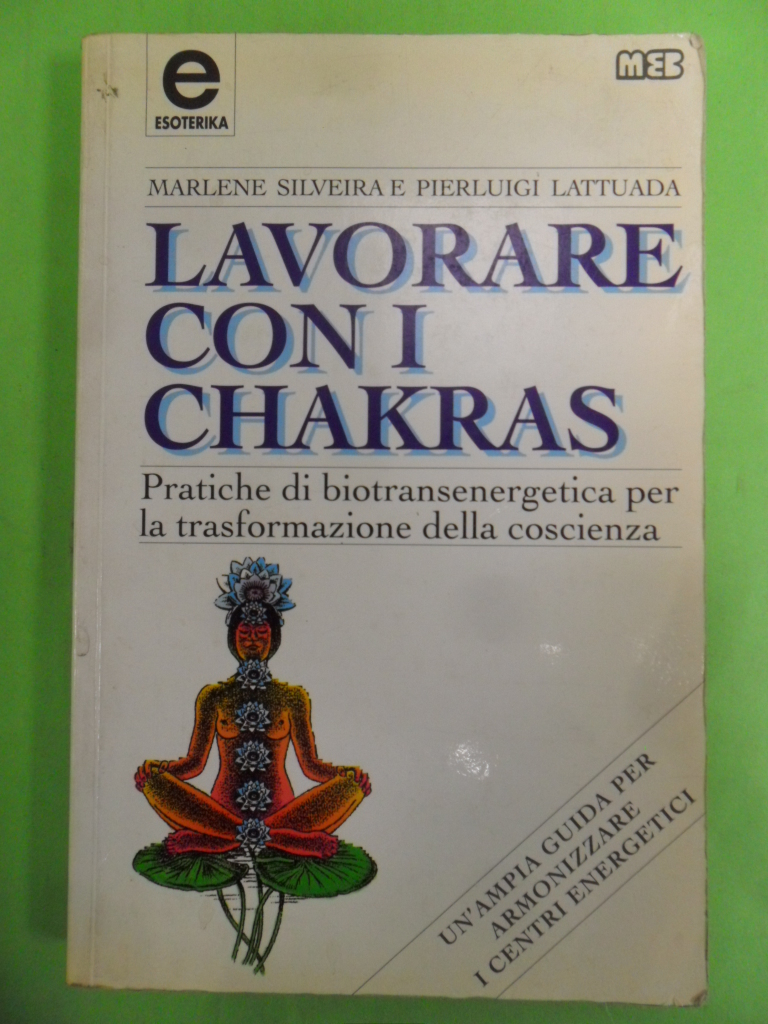 e
ESOTERIKA
MEB
MARLENE SILVEIRA E PIERLUIGI LATTUADA
LAVORARE
CON I
CHAKRAS
Pratiche di biotransenergetica per
la trasformazione della coscienza
UN'AMPIA GUIDA PER
ARMONIZZARE
I CENTRI ENERGETICI